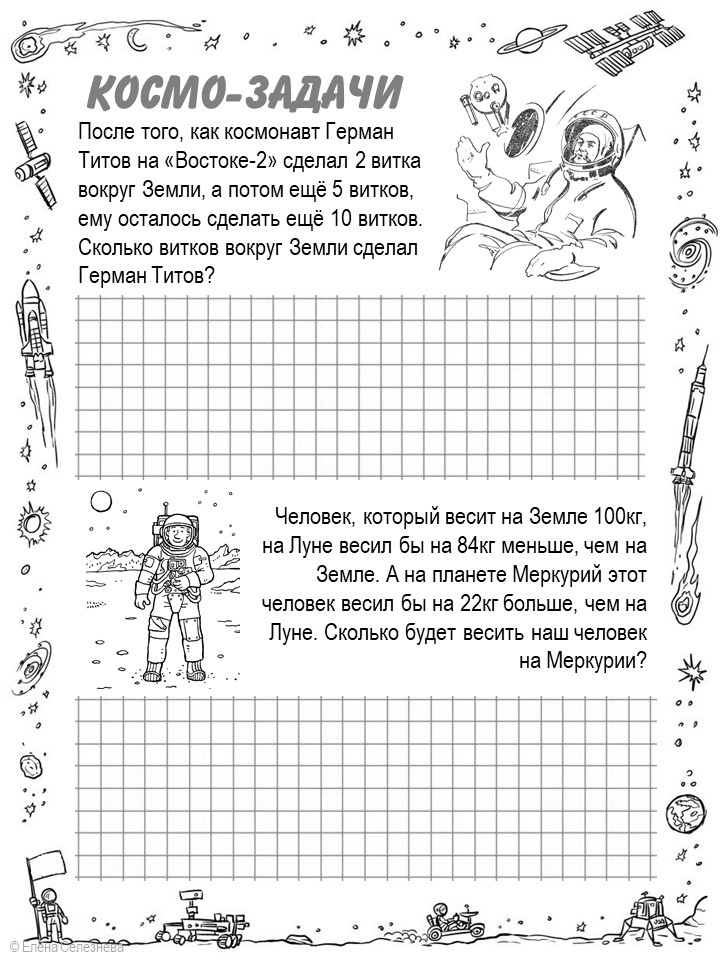 КОСМО-ЗАДАЧИ
После того, как космонавт Герман
Титов на «Востоке-2» сделал 2 витка
вокруг Земли, а потом ещё 5 витков,
ему осталось сделать ещё 10 витков.
Сколько витков вокруг Земли сделал
Герман Титов?
Человек, который весит на Земле 100кг,
на Луне весил бы на 84кг меньше, чем на
Земле. А на планете Меркурий этот
человек весил бы на 22кг больше, чем на
Луне. Сколько будет весить наш человек
на Меркурии?
© Елена Селезнева